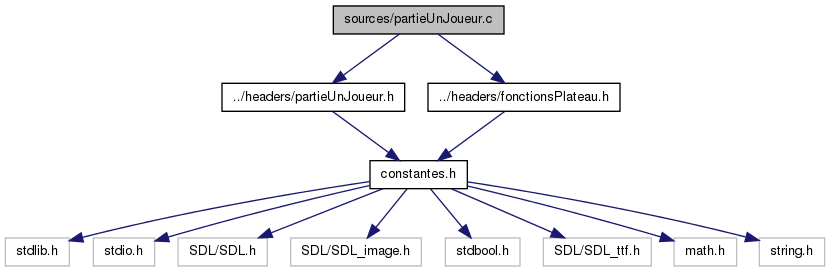 sources/partieUnJoueur.c
../headers/partieUnJoueur.h
../headers/fonctionsPlateau.h
constantes.h
stdlib.h
stdio.h
SDL/SDL.h
SDL/SDL_image.h
stdbool.h
SDL/SDL_ttf.h
math.h
string.h